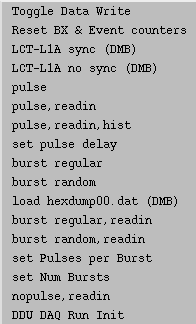 Toggle Data Write
Reset BX & Event counters
LCT-L1A sync (DMB)
LCT-L1A no sync (DMB)
pulse
pulse,readin
pulse,readin,hist
set pulse delay
burst regular
burst random
load hexdump00.dat (DMB)
burst regular,readin
burst random,readin
set Pulses per Burst
set Num Bursts
nopulse,readin
DDU DAQ Run Init